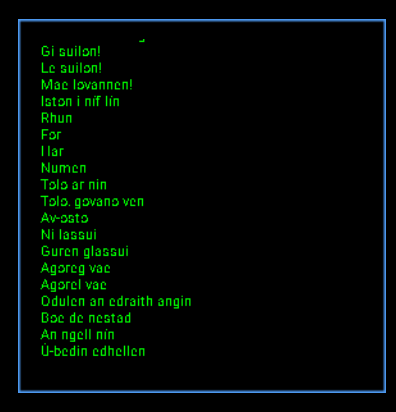 Gi suilon!
Le suilon!
Mae lovannen!
Iston i nîf lîn
Rhun
For
Har
Numen
Tolo ar nin
Tolo, govano ven
Av-osto
Ni lassui
Guren glassui
Agoreg vae
Agorel vae
Odulen an edraith angin
Boe de nestad
An ngell nîn
Ú-bedin edhellen